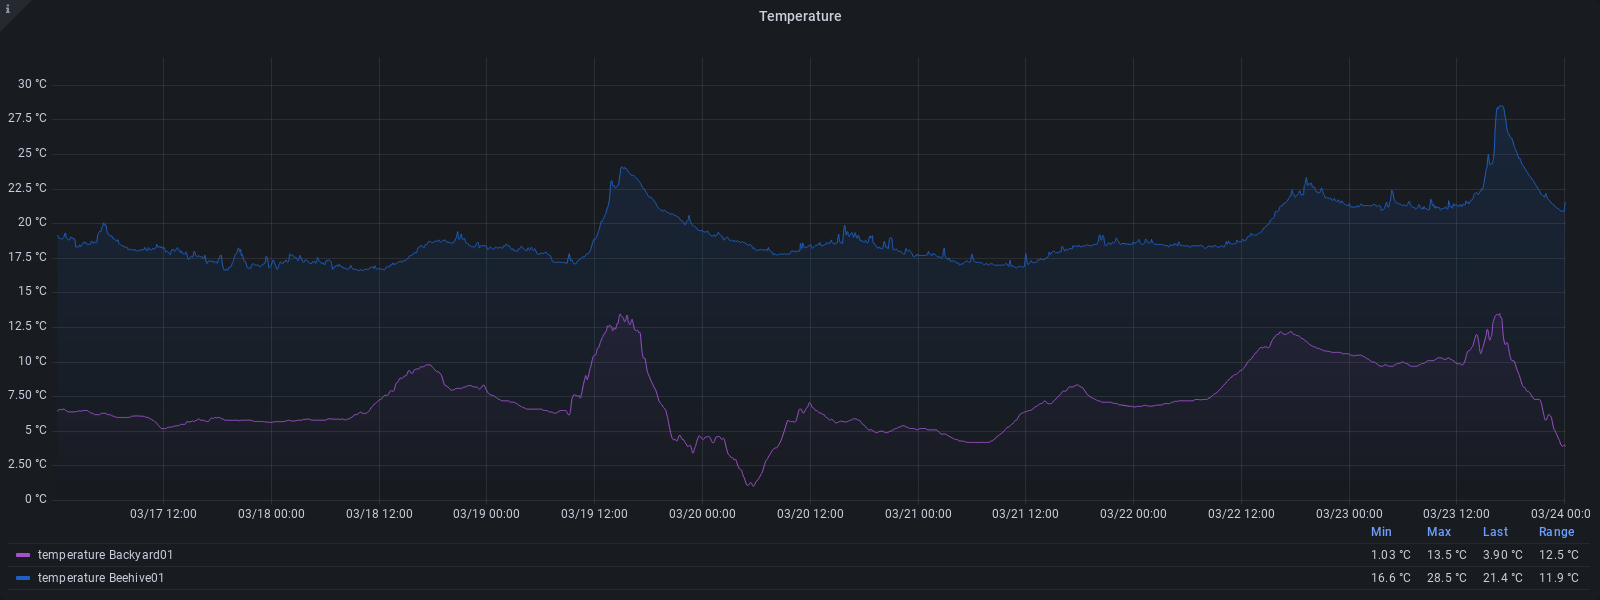 i
Temperature
30 °C
27.5 °C
25 °C
22.5 °C
20 °C
17.5 °C
15 °C
12.5 °C
10 °C
7.50 °C
5 °C
2.50 °C
0 °C
03/17 12:00 03/18 00:00 03/18 12:00 03/19 00:00 03/19 12:00 03/20 00:00 03/20 12:00 03/21 00:00 03/21 12:00 03/22 00:00 03/22 12:00 03/23 00:00 03/23 12:00 03/24 00:0
Min Max Last Range
temperature Backyard01 1.03 °C 13.5 °C 3.90 °C 12.5 °C
temperature Beehive01 16.6 °C 28.5 °C 21.4 °C 11.9 °C